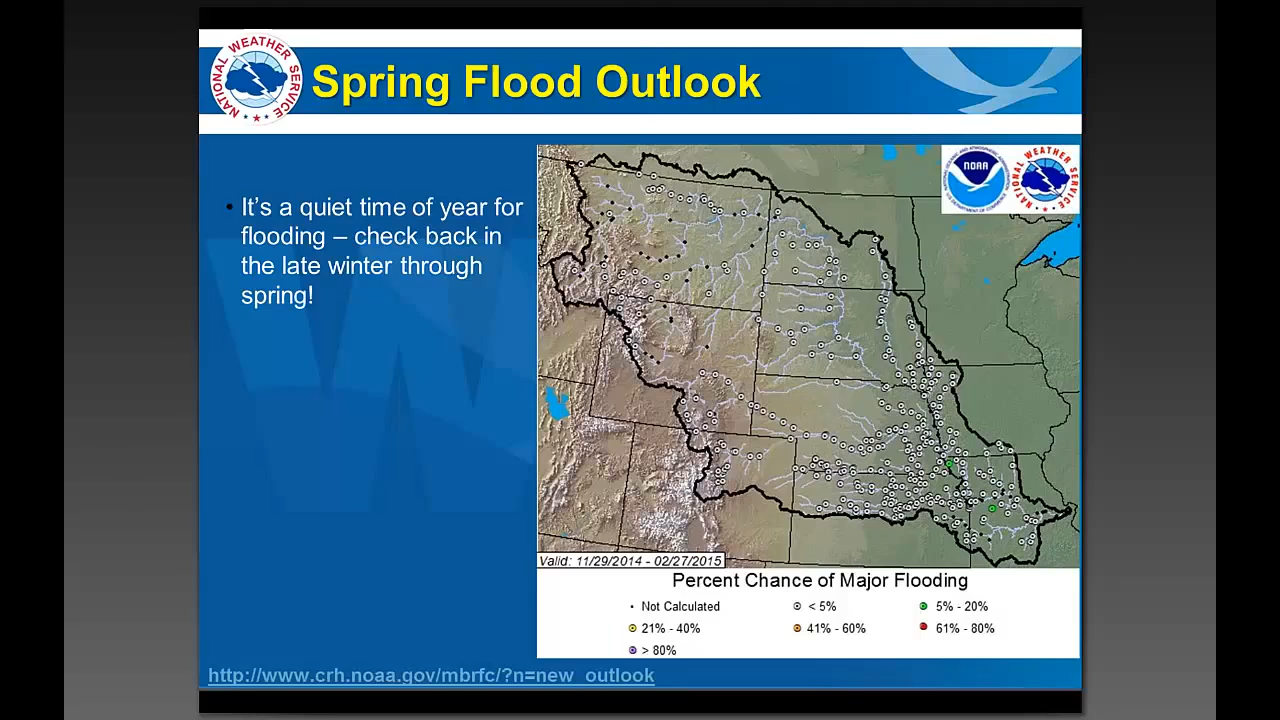 NATIONAL WEATHER SERVICE
Spring Flood Outlook
NOAA
NATIONAL WEATHER SERVICE
• It's a quiet time of year for
flooding – check back in
the late winter through
spring!
Valid: 11/29/2014 - 02/27/2015
Percent Chance of Major Flooding
Not Calculated < 5% 5% - 20%
21% - 40% 41% - 60% 61% - 80%
> 80%
http://www.crh.noaa.gov/mbrfc/?n=new_outlook